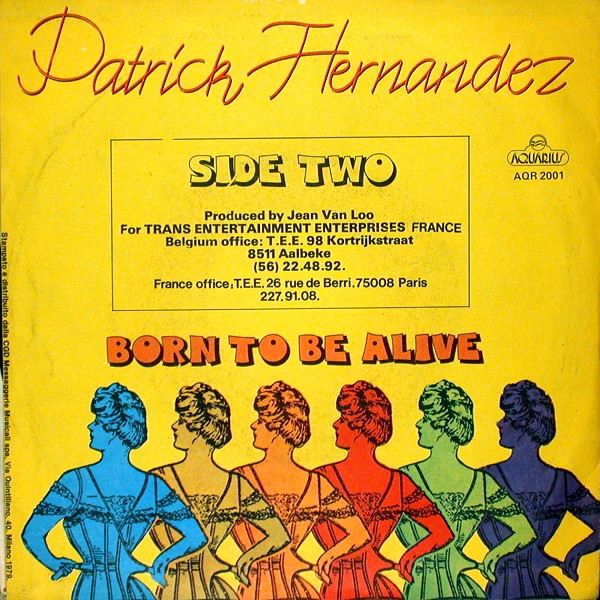 Patrick Hernandez
AQUARIUS
AQR 2001
SIDE TWO
Produced by Jean Van Loo
For TRANS ENTERTAINMENT ENTERPRISES FRANCE
Belgium office: T.E.E. 98 Kortrijkstraat
8511 Aalbeke
(56) 22.48.92.
France office, T.E.E. 26 rue de Berri. 75008 Paris
227.91.08.
BORN TO BE ALIVE
Stampato e distribuito dalla CGD Messaggerie Musicali spa, Via Quintiliano, 40. Milano 1979.